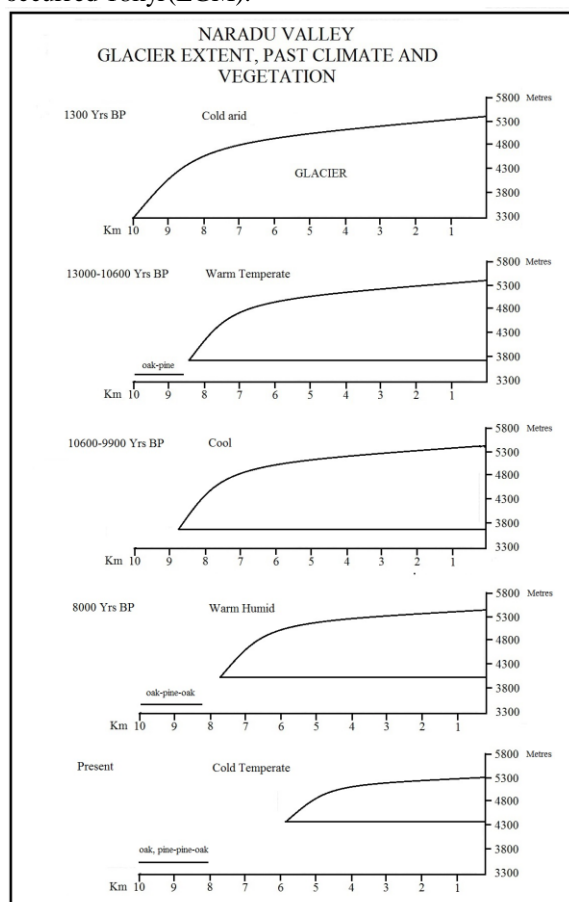 NARADU VALLEY
GLACIER EXTENT, PAST CLIMATE AND
VEGETATION
1300 Yrs BP Cold arid
5800 Metres
5300
4800
GLACIER
4300
3800
3300
Km 10 9 8 7 6 5 4 3 2 1
13000-10600 Yrs BP Warm Temperate
5800 Metres
5300
4800
4300
3800
oak-pine
3300
Km 10 9 8 7 6 5 4 3 2 1
10600-9900 Yrs BP Cool
5800 Metres
5300
4800
4300
3800
3300
Km 10 9 8 7 6 5 4 3 2 1
8000 Yrs BP Warm Humid
5800 Metres
5300
4800
4300
oak-pine-oak
3800
3300
Km 10 9 8 7 6 5 4 3 2 1
Present Cold Temperate
5800 Metres
5300
4800
4300
oak, pine-pine-oak
3800
3300
Km 10 9 8 7 6 5 4 3 2 1